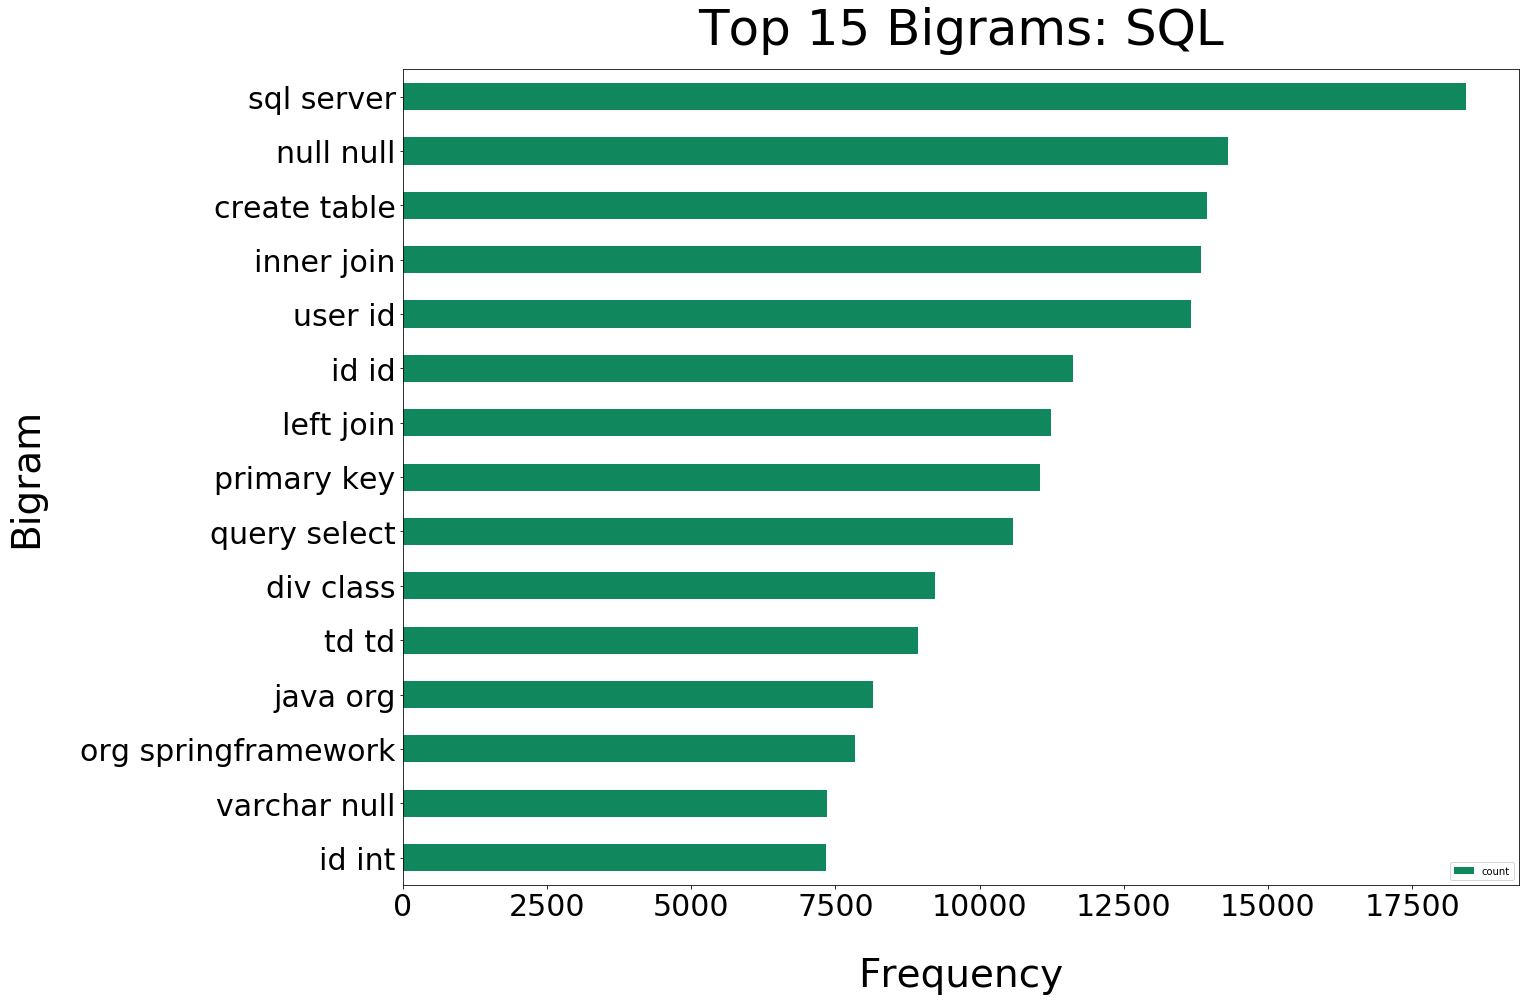 Top 15 Bigrams: SQL
sql server
null null
create table
inner join
user id
id id
left join
primary key
query select
div class
td td
java org
org springframework
varchar null
id int
Bigram
count
0 2500 5000 7500 10000 12500 15000 17500
Frequency